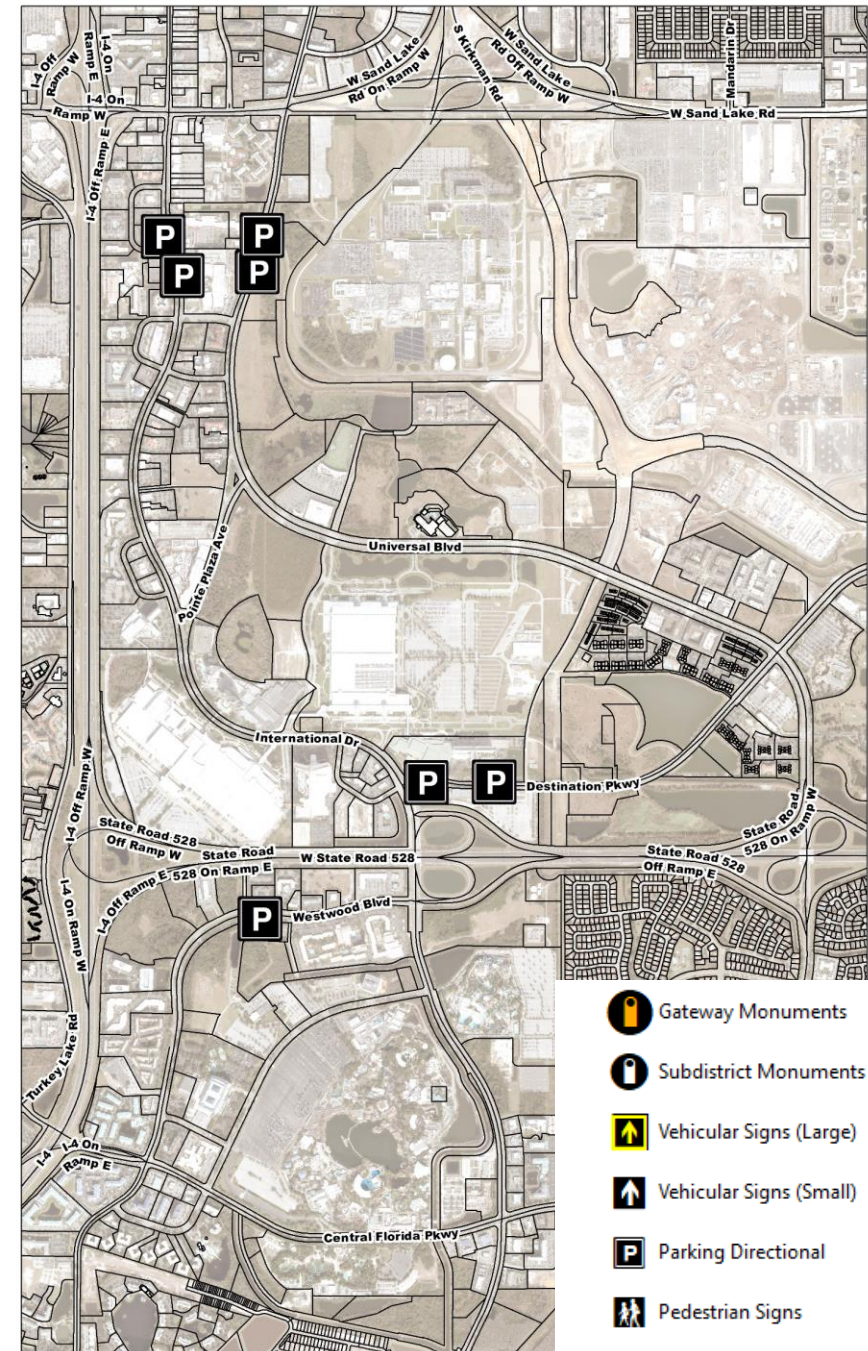 I-4 Off
Ramp W
Ramp E
I-4 On
I-4 On
Ramp W
I-4 Off Ramp E
W Sand Lake
Rd On Ramp W
S Kirkman Rd
W Sand Lake
Rd Off Ramp W
Mandarin Dr
W Sand Lake Rd
P
P
P
P
Universal Blvd
Pointe Plaza Ave
International Dr
P
P
Destination Pkwy
I-4 Off Ramp W
State Road 528
Off Ramp W
State Road
528 On Ramp E
W State Road 528
State Road 528
Off Ramp E
State Road
528 On Ramp W
I-4 Off Ramp E
I-4 On Ramp W
P
Westwood Blvd
Turkey Lake Rd
I-4
I-4 On
Ramp E
Central Florida Pkwy
Gateway Monuments
Subdistrict Monuments
Vehicular Signs (Large)
Vehicular Signs (Small)
P Parking Directional
Pedestrian Signs